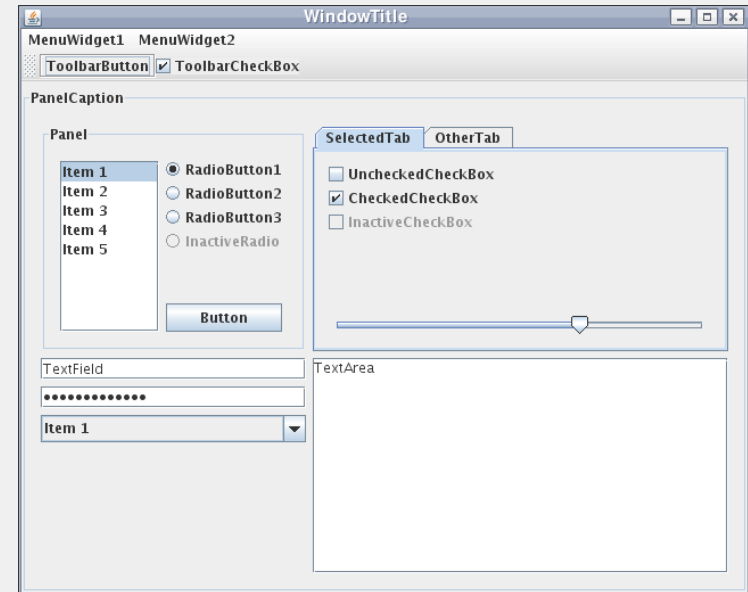 WindowTitle
MenuWidget1 MenuWidget2
ToolbarButton ToolbarCheckBox
PanelCaption
Panel
Item 1
Item 2
Item 3
Item 4
Item 5
RadioButton1
RadioButton2
RadioButton3
InactiveRadio
Button
SelectedTab OtherTab
UncheckedCheckBox
CheckedCheckBox
InactiveCheckBox
TextField
•••••••••••••
Item 1
TextArea